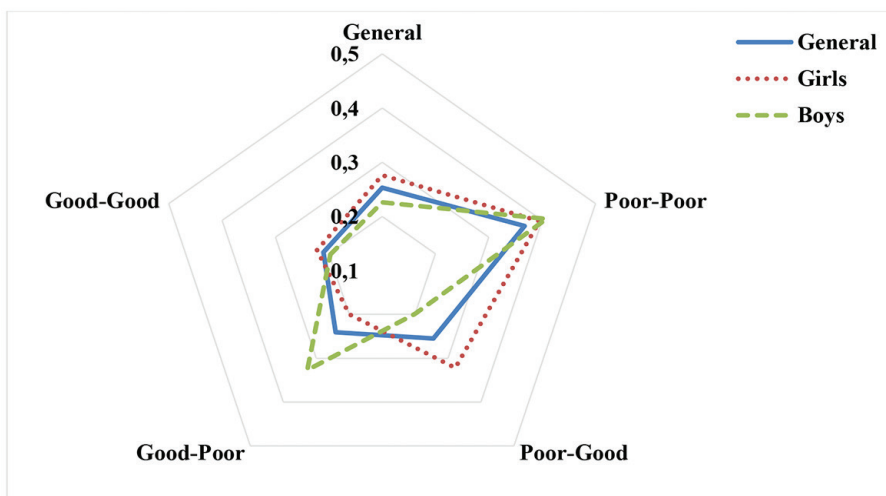 General
0,5
0,4
0,3
0,2
0,1
Good-Good
Poor-Poor
Good-Poor
Poor-Good
General
Girls
Boys